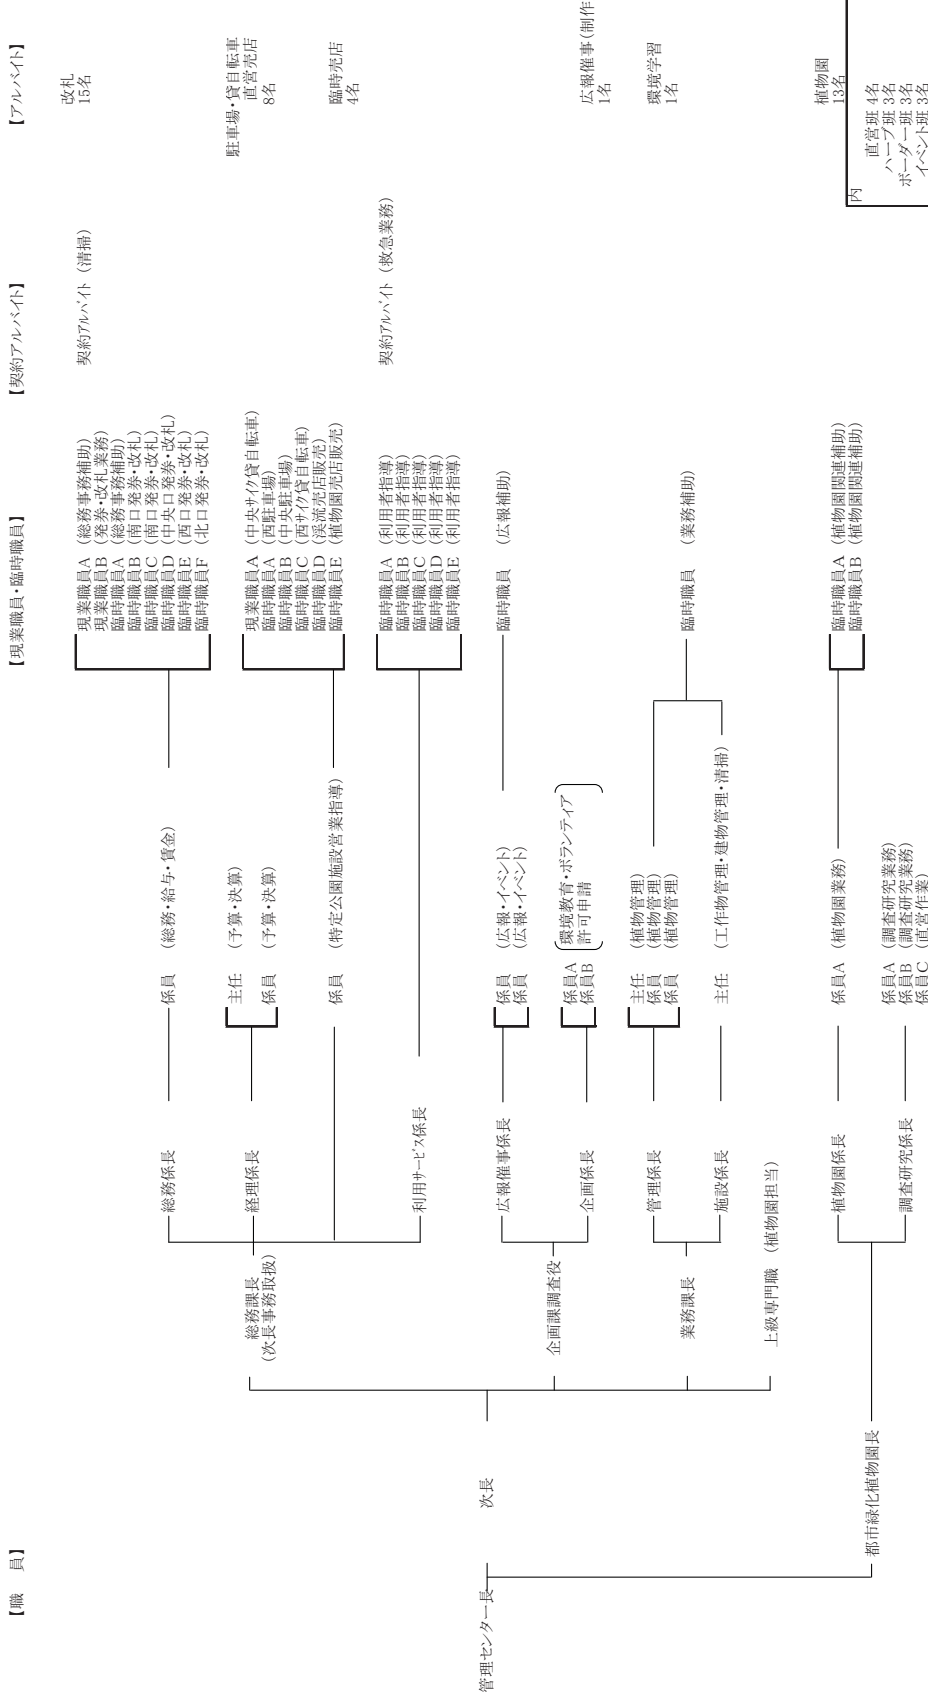 【職　員】
【現業職員・臨時職員】
【契約アルバイト】
【アルバイト】
管理センター長
次長
都市緑化植物園長
総務課長
(次長事務取扱)
企画課調査役
業務課長
上級専門職 (植物園担当)
総務係長
経理係長
利用サービス係長
広報催事係長
企画係長
管理係長
施設係長
植物園係長
調査研究係長
係員 (総務・給与・賃金)
主任 (予算・決算)
係員 (予算・決算)
係員 (特定公園施設営業指導)
係員 (広報・イベント)
係員 (広報・イベント)
係員A 環境教育・ボランティア
係員B 許可申請
主任 (植物管理)
係員 (植物管理)
係員 (植物管理)
主任 (工作物管理・建物管理・清掃)
係員A (植物園業務)
係員A (調査研究業務)
係員B (調査研究業務)
係員C (直営作業)
現業職員A (総務事務補助)
現業職員B (発券・改札業務)
臨時職員A (総務事務補助)
臨時職員B (南口発券・改札)
臨時職員C (南口発券・改札)
臨時職員D (中央口発券・改札)
臨時職員E (西口発券・改札)
臨時職員F (北口発券・改札)
現業職員A (中央サイクル貸自転車)
臨時職員A (西駐車場)
臨時職員B (中央駐車場)
臨時職員C (西サイクル貸自転車)
臨時職員D (渓流売店販売)
臨時職員E (植物園売店販売)
臨時職員A (利用者指導)
臨時職員B (利用者指導)
臨時職員C (利用者指導)
臨時職員D (利用者指導)
臨時職員E (利用者指導)
臨時職員 (広報補助)
臨時職員 (業務補助)
臨時職員A (植物園関連補助)
臨時職員B (植物園関連補助)
契約アルバイト (清掃)
契約アルバイト (救急業務)
改札
15名
駐車場・貸自転車
直営売店
8名
臨時売店
4名
広報催事(制作
1名
環境学習
1名
植物園
13名
内
直営班 4名
ハーブ班 3名
ボーダー班 3名
イベント班 3名